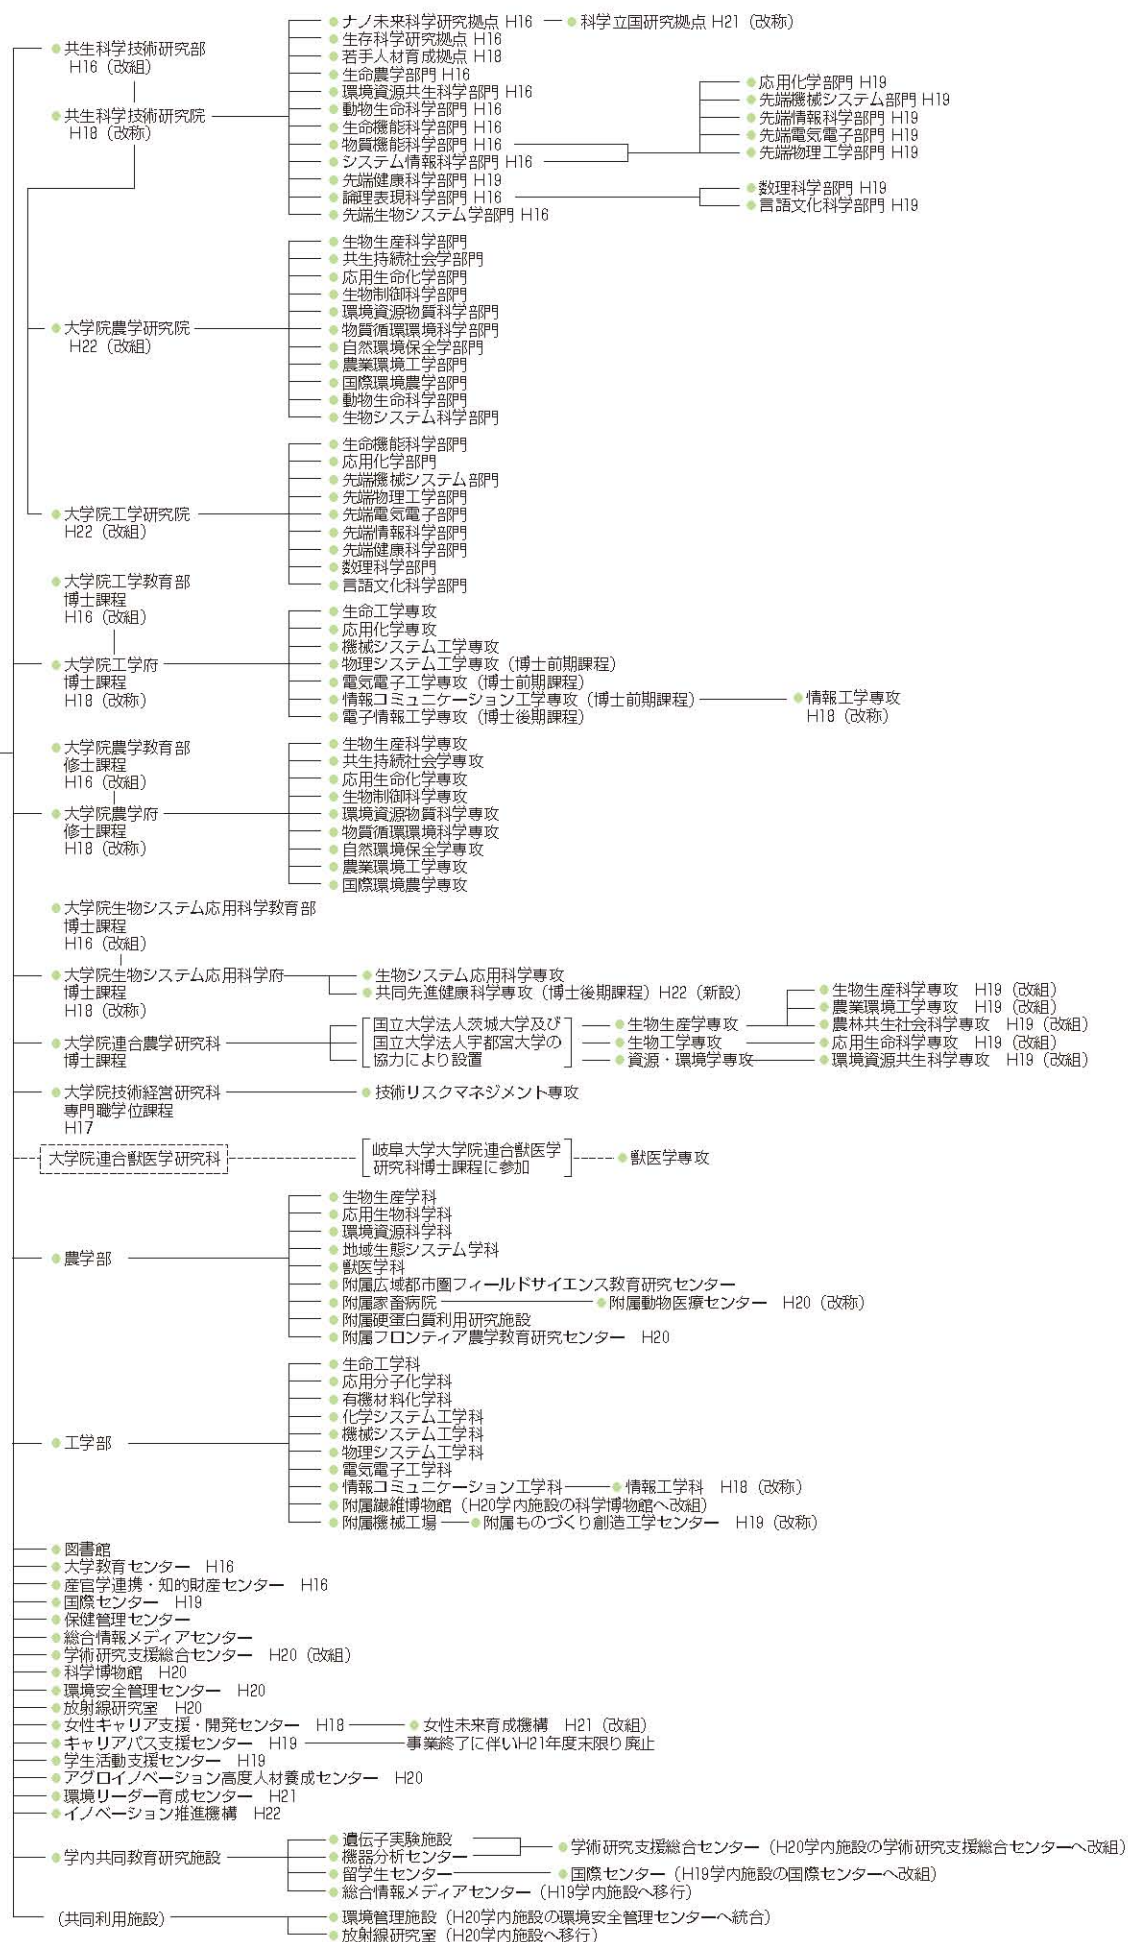 共生科学技術研究部
H16（改組）
共生科学技術研究院
H18（改称）
ナノ未来科学研究拠点 H16
科学立国研究拠点 H21（改称）
生存科学研究拠点 H16
若手人材育成拠点 H18
生命農学部門 H16
環境資源共生科学部門 H16
動物生命科学部門 H16
生命機能科学部門 H16
物質機能科学部門 H16
システム情報科学部門 H16
先端健康科学部門 H19
論理表現科学部門 H16
先端生物システム学部門 H16
応用化学部門 H19
先端機械システム部門 H19
先端情報科学部門 H19
先端電気電子部門 H19
先端物理工学部門 H19
数理科学部門 H19
言語文化科学部門 H19
大学院農学研究院
H22（改組）
生物生産科学部門
共生持続社会学部門
応用生命化学部門
生物制御科学部門
環境資源物質科学部門
物質循環環境科学部門
自然環境保全学部門
農業環境工学部門
国際環境農学部門
動物生命科学部門
生物システム科学部門
大学院工学研究院
H22（改組）
生命機能科学部門
応用化学部門
先端機械システム部門
先端物理工学部門
先端電気電子部門
先端情報科学部門
先端健康科学部門
数理科学部門
言語文化科学部門
大学院工学教育部
博士課程
H16（改組）
大学院工学府
博士課程
H18（改称）
生命工学専攻
応用化学専攻
機械システム工学専攻
物理システム工学専攻（博士前期課程）
電気電子工学専攻（博士前期課程）
情報コミュニケーション工学専攻（博士前期課程）
情報工学専攻
H18（改称）
電子情報工学専攻（博士後期課程）
大学院農学教育部
修士課程
H16（改組）
大学院農学府
修士課程
H18（改称）
生物生産科学専攻
共生持続社会学専攻
応用生命化学専攻
生物制御科学専攻
環境資源物質科学専攻
物質循環環境科学専攻
自然環境保全学専攻
農業環境工学専攻
国際環境農学専攻
大学院生物システム応用科学教育部
博士課程
H16（改組）
大学院生物システム応用科学府
博士課程
H18（改称）
生物システム応用科学専攻
共同先進健康科学専攻（博士後期課程）H22（新設）
大学院連合農学研究科
博士課程
国立大学法人茨城大学及び
国立大学法人宇都宮大学の
協力により設置
生物生産学専攻
生物工学専攻
資源・環境学専攻
生物生産科学専攻　H19（改組）
農業環境工学専攻　H19（改組）
農林共生社会科学専攻　H19（改組）
応用生命科学専攻　H19（改組）
環境資源共生科学専攻　H19（改組）
大学院技術経営研究科
専門職学位課程
H17
技術リスクマネジメント専攻
大学院連合獣医学研究科
岐阜大学大学院連合獣医学
研究科博士課程に参加
獣医学専攻
農学部
生物生産学科
応用生物科学科
環境資源科学科
地域生態システム学科
獣医学科
附属広域都市圏フィールドサイエンス教育研究センター
附属家畜病院
附属動物医療センター　H20（改称）
附属硬蛋白質利用研究施設
附属フロンティア農学教育研究センター　H20
工学部
生命工学科
応用分子化学科
有機材料化学科
化学システム工学科
機械システム工学科
物理システム工学科
電気電子工学科
情報コミュニケーション工学科
情報工学科　H18（改称）
附属繊維博物館（H20学内施設の科学博物館へ改組）
附属機械工場
附属ものづくり創造工学センター　H19（改称）
図書館
大学教育センター　H16
産官学連携・知的財産センター　H16
国際センター　H19
保健管理センター
総合情報メディアセンター
学術研究支援総合センター　H20（改組）
科学博物館　H20
環境安全管理センター　H20
放射線研究室　H20
女性キャリア支援・開発センター　H18
女性未来育成機構　H21（改組）
キャリアパス支援センター　H19
事業終了に伴いH21年度末限り廃止
学生活動支援センター　H19
アグロイノベーション高度人材養成センター　H20
環境リーダー育成センター　H21
イノベーション推進機構　H22
学内共同教育研究施設
遺伝子実験施設
機器分析センター
学術研究支援総合センター（H20学内施設の学術研究支援総合センターへ改組）
留学生センター
国際センター（H19学内施設の国際センターへ改組）
総合情報メディアセンター（H19学内施設へ移行）
（共同利用施設）
環境管理施設（H20学内施設の環境安全管理センターへ統合）
放射線研究室（H20学内施設へ移行）